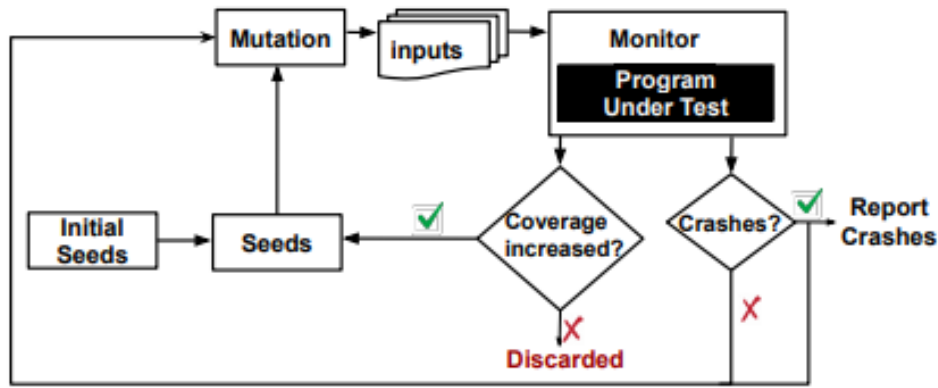 Mutation
inputs
Monitor
Program
Under Test
Initial
Seeds
Seeds
Coverage
increased?
Crashes?
Report
Crashes
Discarded